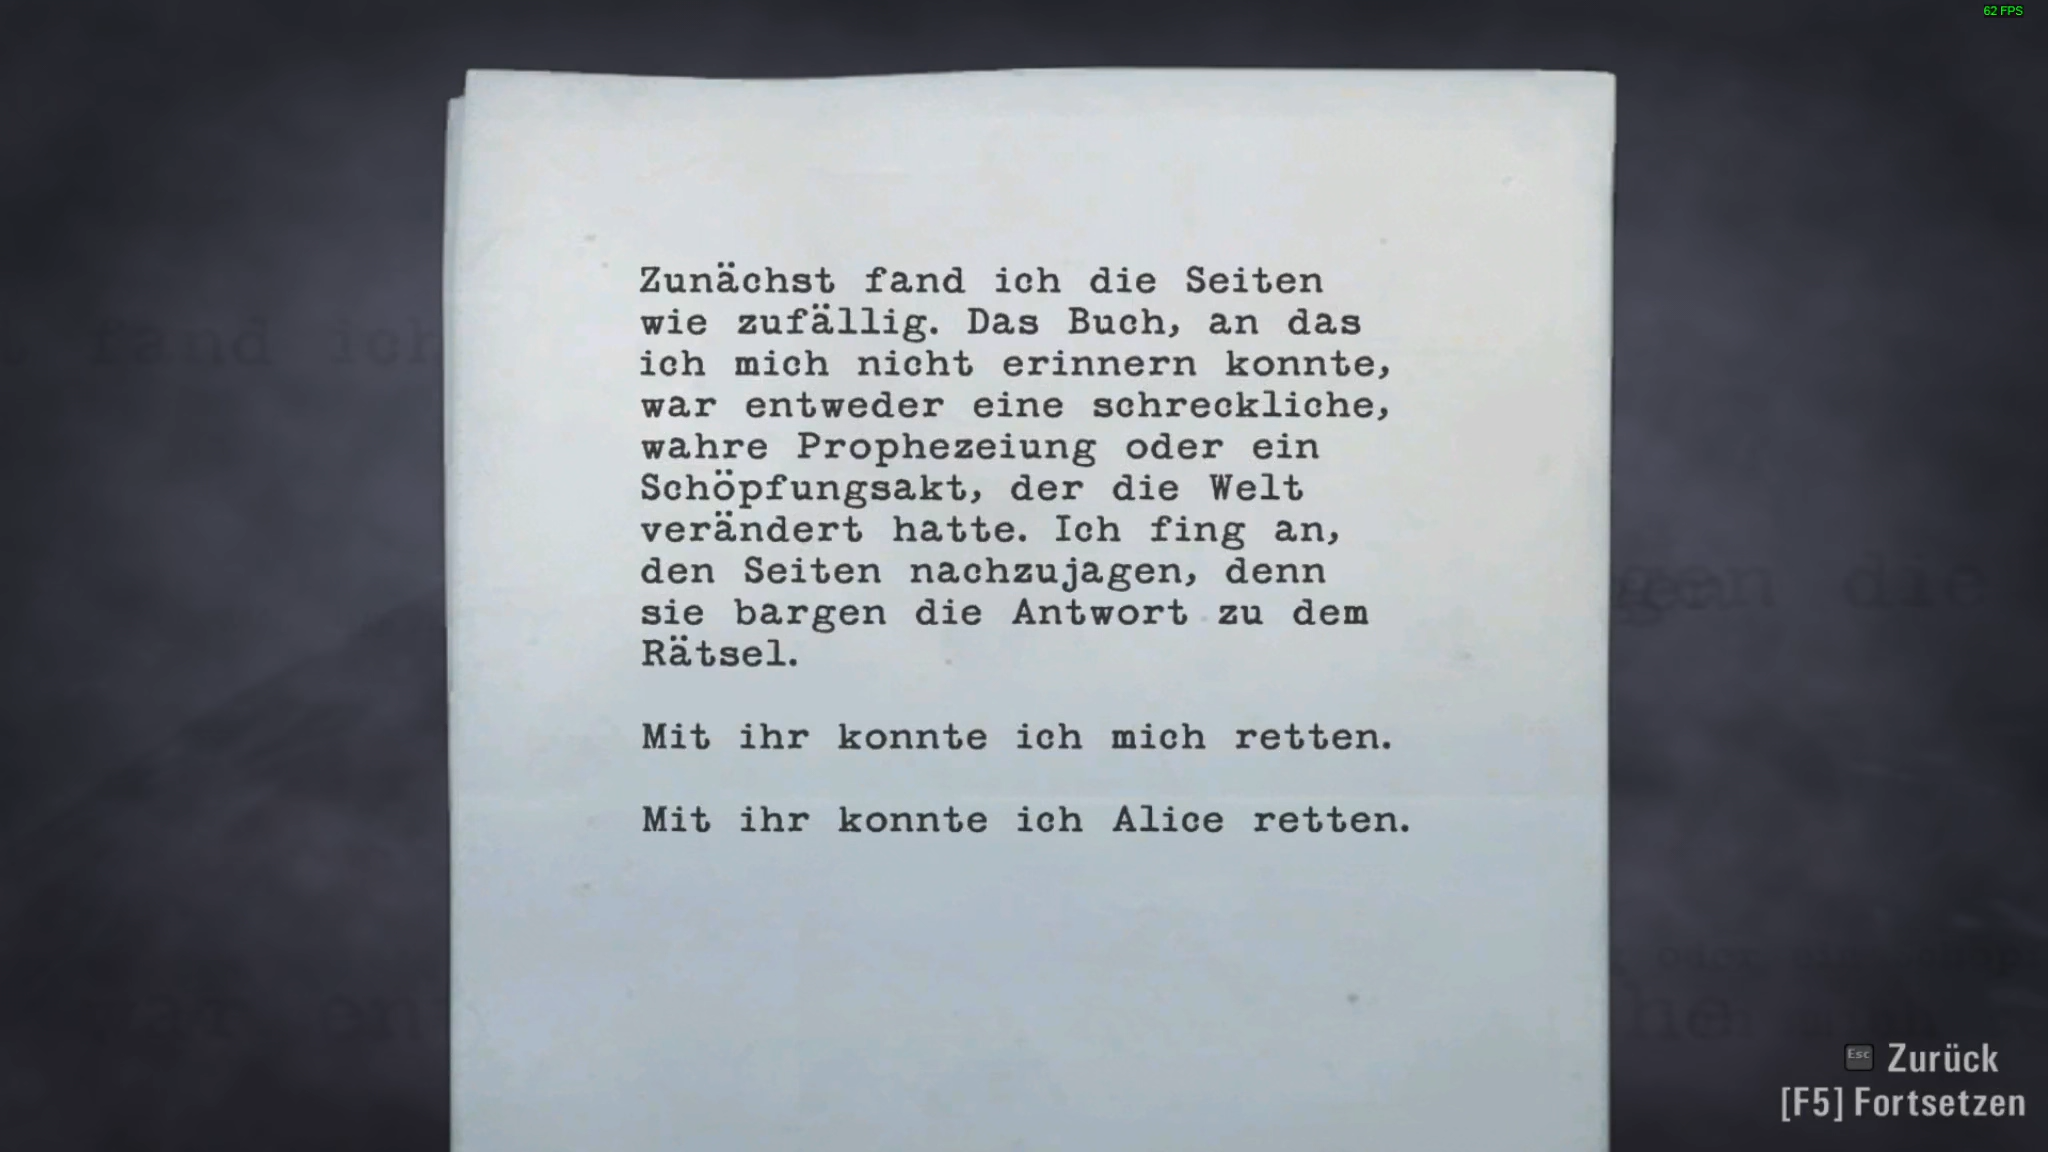 62 FPS
Zunächst fand ich die Seiten
wie zufällig. Das Buch, an das
ich mich nicht erinnern konnte,
war entweder eine schreckliche,
wahre Prophezeiung oder ein
Schöpfungsakt, der die Welt
verändert hatte. Ich fing an,
den Seiten nachzujagen, denn
sie bargen die Antwort zu dem
Rätsel.
Mit ihr konnte ich mich retten.
Mit ihr konnte ich Alice retten.
fand ich
die
Esc Zurück
[F5] Fortsetzen